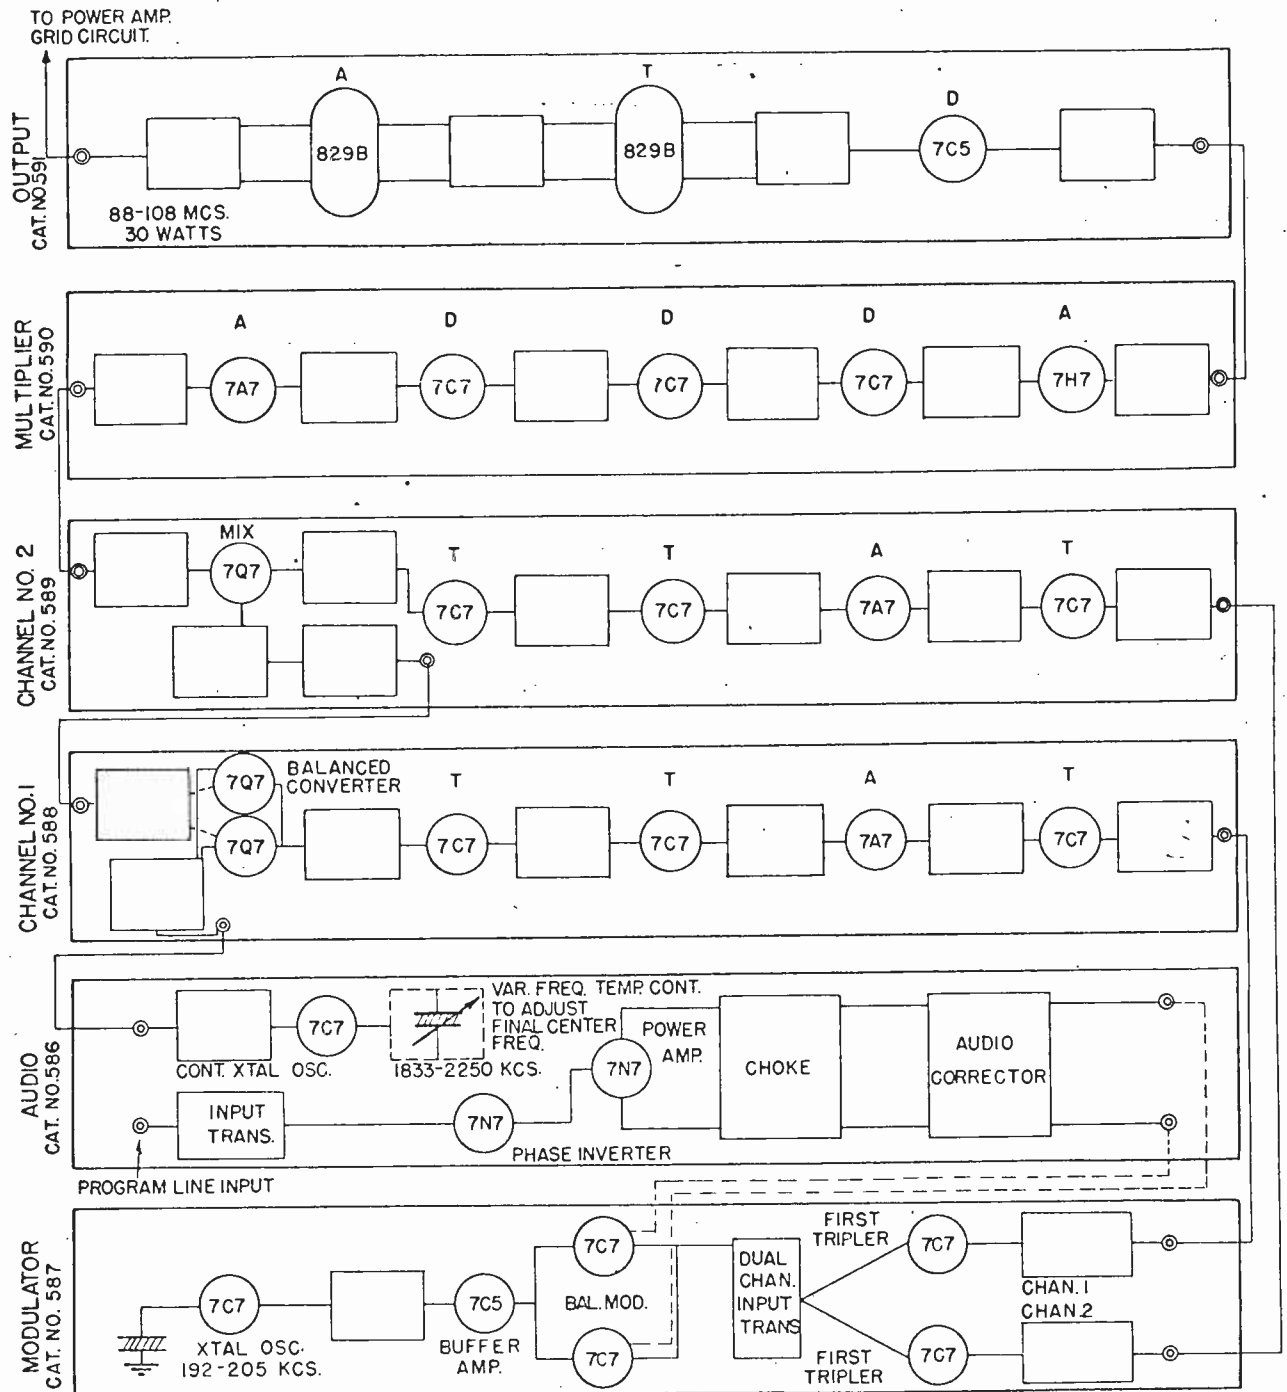 TO POWER AMP.
GRID CIRCUIT.
OUTPUT
CAT. NO. 591
A
T
D
829B
829B
7C5
88-108 MCS.
30 WATTS
MULTIPLIER
CAT. NO. 590
A
D
D
D
A
7A7
7C7
7C7
7C7
7H7
CHANNEL NO. 2
CAT. NO. 589
MIX
T
T
A
T
7Q7
7C7
7C7
7A7
7C7
CHANNEL NO. 1
CAT. NO. 588
BALANCED
CONVERTER
T
T
A
T
7Q7
7Q7
7C7
7C7
7A7
7C7
AUDIO
CAT. NO. 586
7C7
CONT. XTAL OSC.
VAR. FREQ. TEMP. CONT.
TO ADJUST
FINAL CENTER
FREQ.
1833-2250 KCS.
POWER
AMP.
7N7
CHOKE
AUDIO
CORRECTOR
INPUT
TRANS.
7N7
PHASE INVERTER
PROGRAM LINE INPUT
MODULATOR
CAT. NO. 587
7C7
XTAL OSC.
192-205 KCS.
7C5
BUFFER
AMP.
7C7
BAL. MOD.
7C7
DUAL
CHAN.
INPUT
TRANS
FIRST
TRIPLER
7C7
CHAN. 1
CHAN. 2
FIRST
TRIPLER
7C7